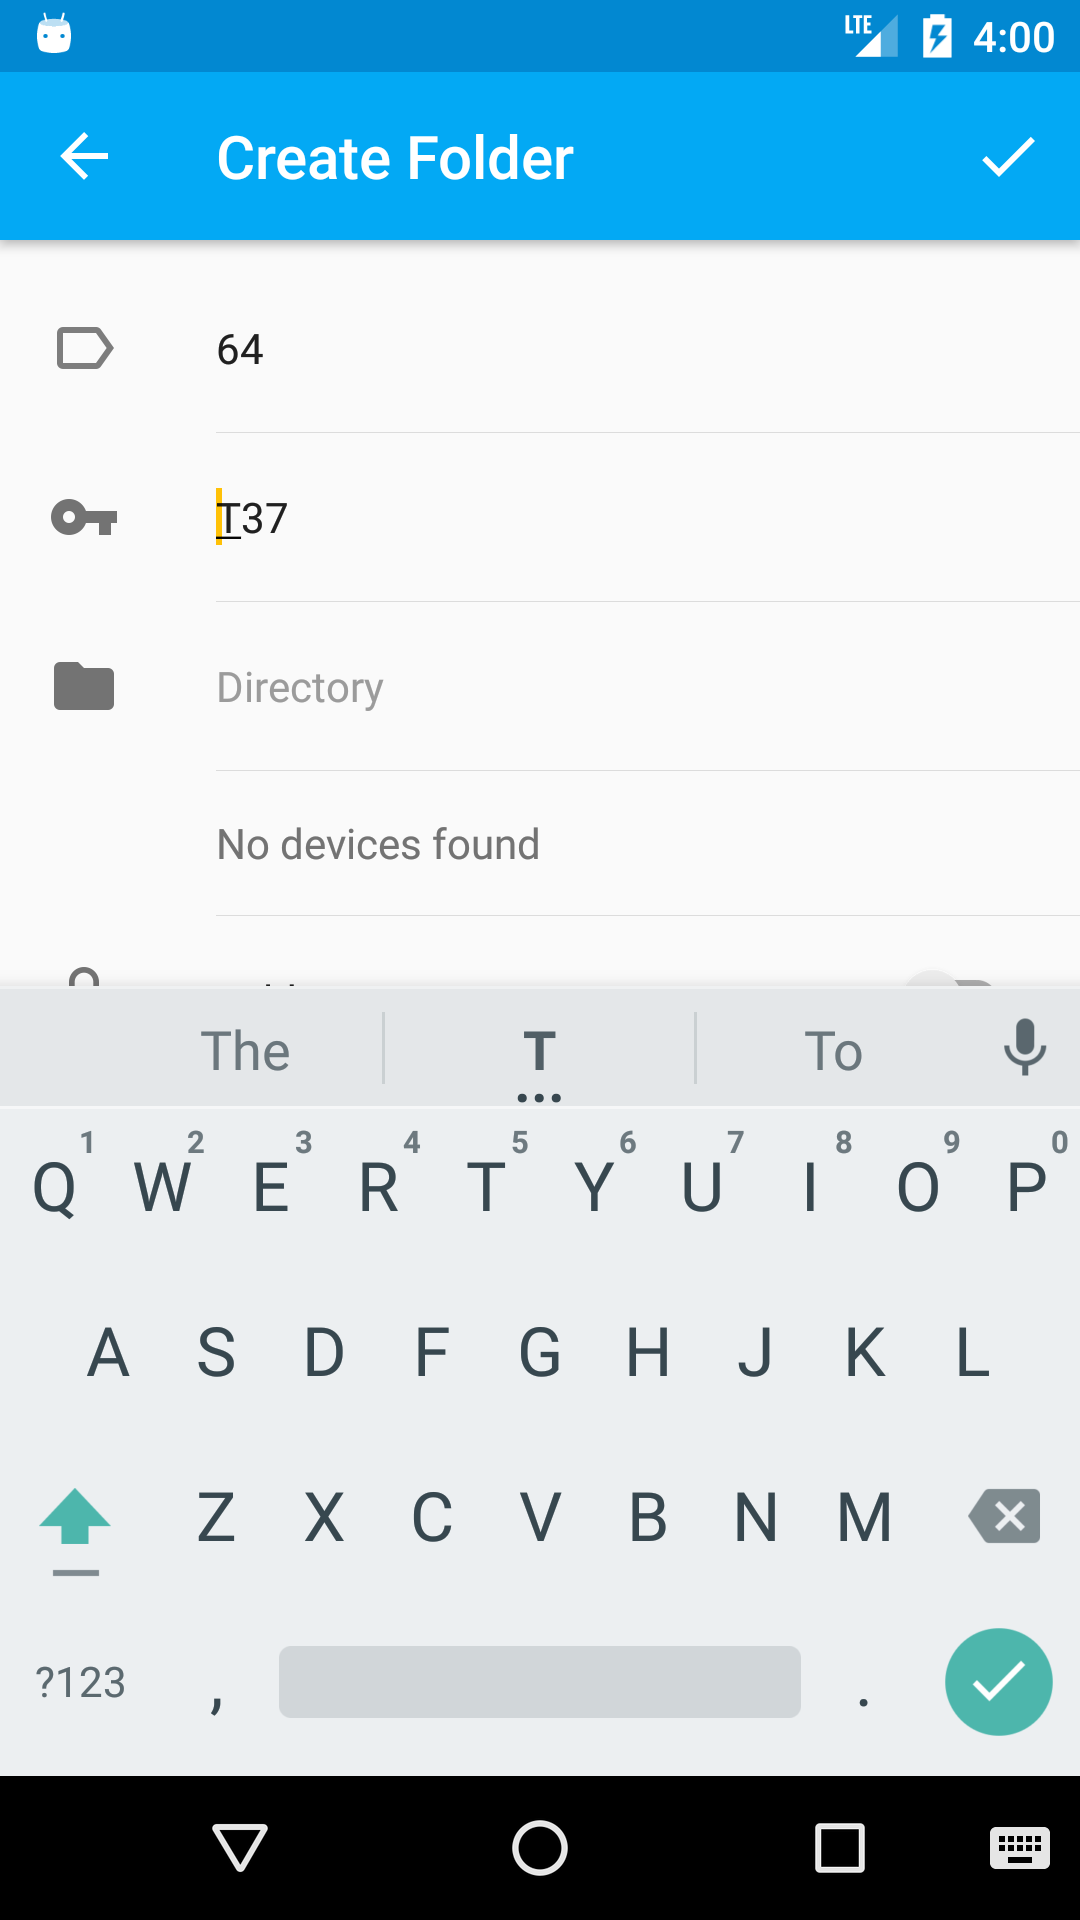 LTE 4:00
Create Folder
64
T37
Directory
No devices found
The T To
1 2 3 4 5 6 7 8 9 0
Q W E R T Y U I O P
A S D F G H J K L
Z X C V B N M
?123 , .